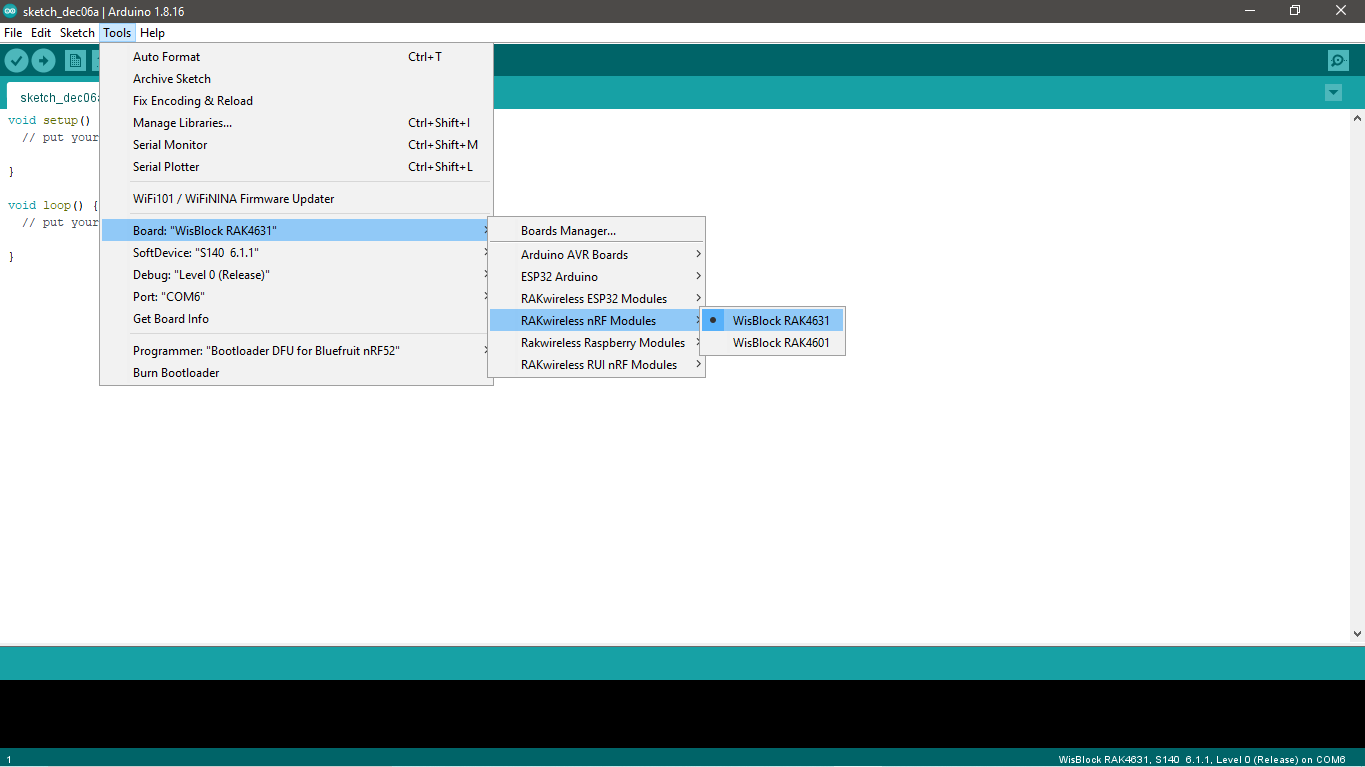 sketch_dec06a | Arduino 1.8.16
File Edit Sketch Tools Help
sketch_dec06a
void setup()
// put your
}
void loop() {
// put your
}
Auto Format Ctrl+T
Archive Sketch
Fix Encoding & Reload
Manage Libraries... Ctrl+Shift+I
Serial Monitor Ctrl+Shift+M
Serial Plotter Ctrl+Shift+L
WiFi101 / WiFiNINA Firmware Updater
Board: "WisBlock RAK4631"
SoftDevice: "S140 6.1.1"
Debug: "Level 0 (Release)"
Port: "COM6"
Get Board Info
Programmer: "Bootloader DFU for Bluefruit nRF52"
Burn Bootloader
Boards Manager...
Arduino AVR Boards
ESP32 Arduino
RAKwireless ESP32 Modules
RAKwireless nRF Modules
Rakwireless Raspberry Modules
RAKwireless RUI nRF Modules
WisBlock RAK4631
WisBlock RAK4601
1
WisBlock RAK4631, S140 6.1.1, Level 0 (Release) on COM6